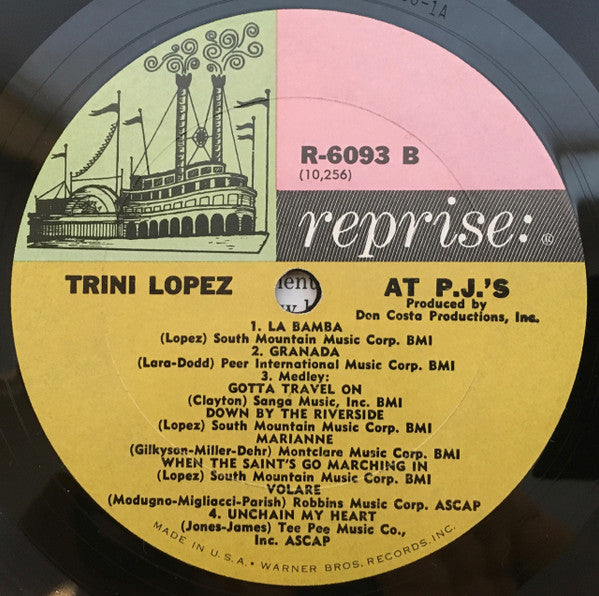 -1A
R-6093 B
(10,256)
reprise:®
TRINI LOPEZ
AT P.J.'S
Produced by
Don Costa Productions, Inc.
1. LA BAMBA
(Lopez) South Mountain Music Corp. BMI
2. GRANADA
(Lara-Dodd) Peer International Music Corp. BMI
3. Medley:
GOTTA TRAVEL ON
(Clayton) Sanga Music, Inc. BMI
DOWN BY THE RIVERSIDE
(Lopez) South Mountain Music Corp. BMI
MARIANNE
(Gilkyson-Miller-Dehr) Montclare Music Corp. BMI
WHEN THE SAINT'S GO MARCHING IN
(Lopez) South Mountain Music Corp. BMI
VOLARE
(Modugno-Migliacci-Parish) Robbins Music Corp. ASCAP
4. UNCHAIN MY HEART
(Jones-James) Tee Pee Music Co.,
Inc. ASCAP
MADE IN U.S.A. • WARNER BROS. RECORDS, INC.